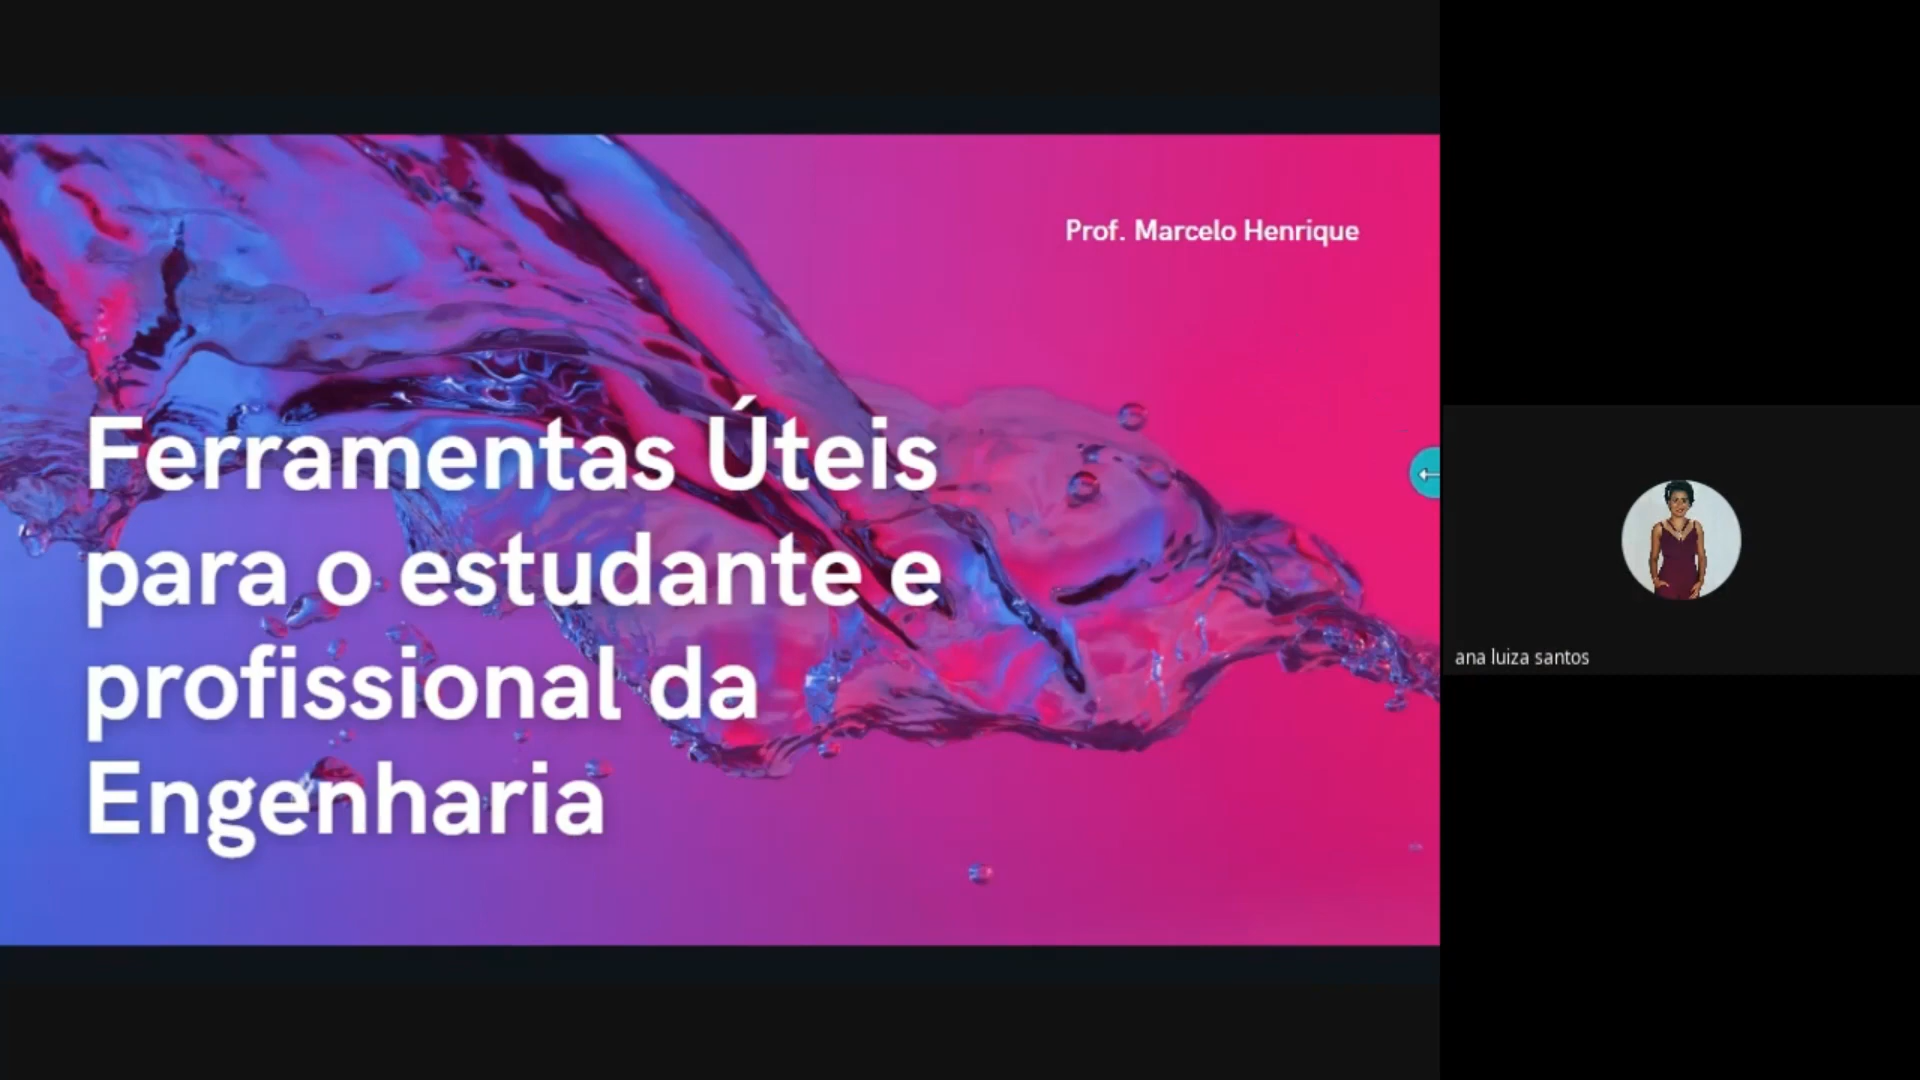 Prof. Marcelo Henrique
Ferramentas Úteis
para o estudante e
profissional da
Engenharia
ana luiza santos